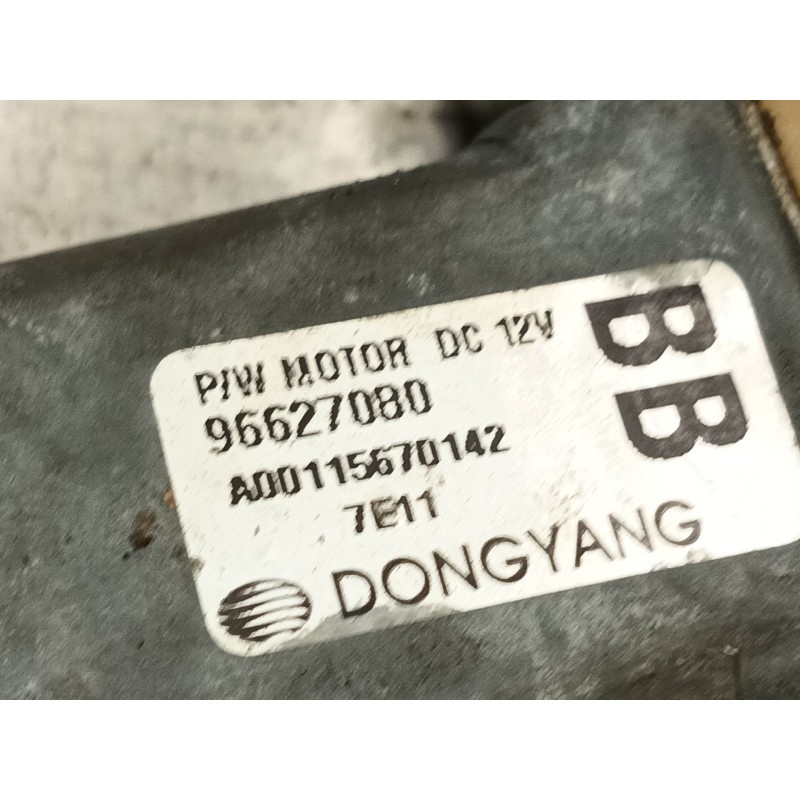 P/W MOTOR DC 12V
96627080
A00115670142
7E11
DONGYANG
BB